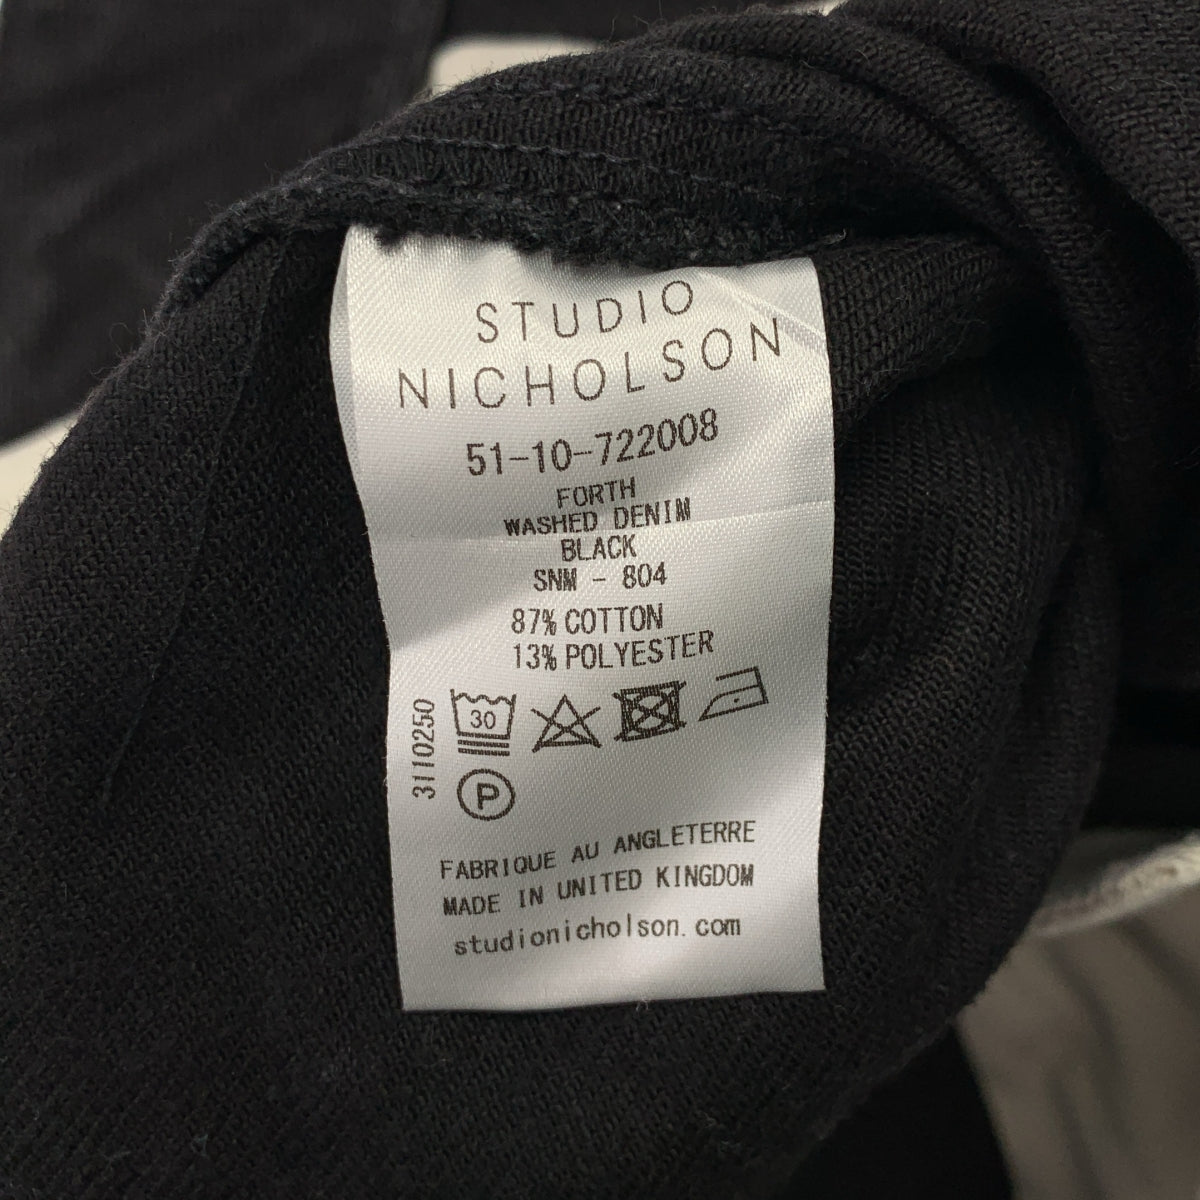 STUDIO
NICHOLSON
51-10-722008
FORTH
WASHED DENIM
BLACK
SNM - 804
87% COTTON
13% POLYESTER
30
3110250
P
FABRIQUE AU ANGLETERRE
MADE IN UNITED KINGDOM
studionicholson.com